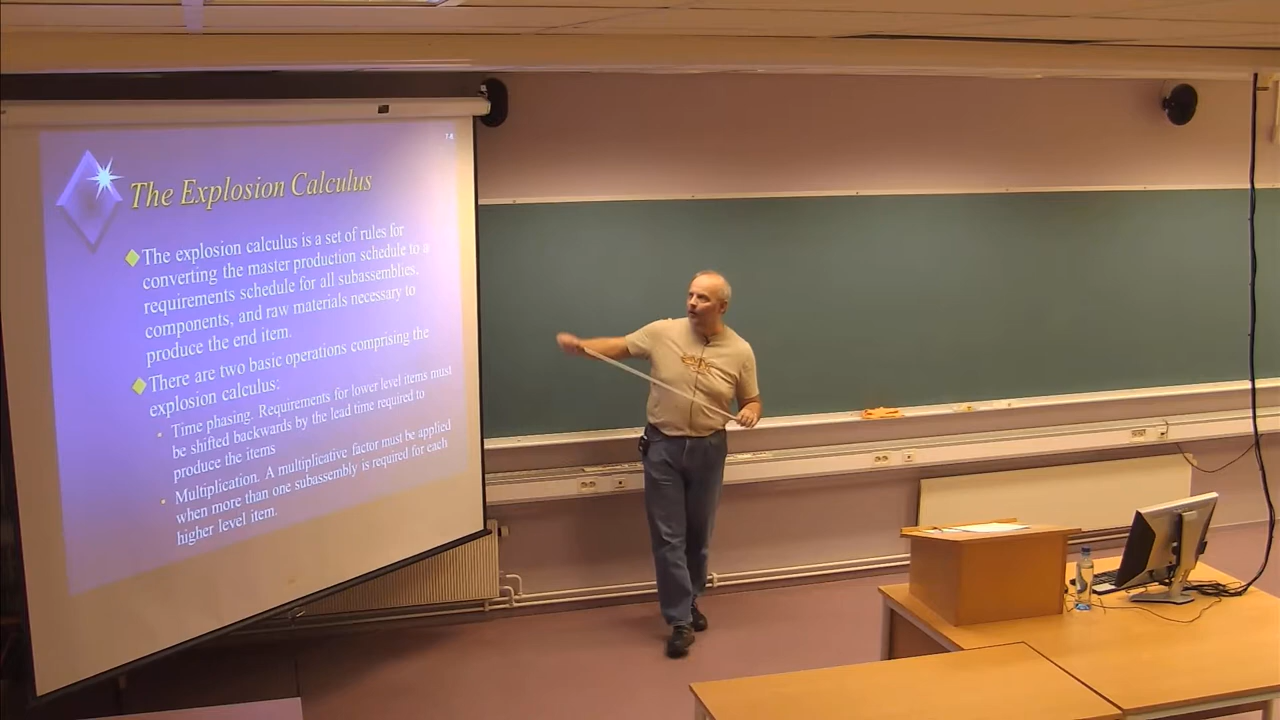 14
The Explosion Calculus
The explosion calculus is a set of rules for
converting the master production schedule to a
requirements schedule for all subassemblies,
components, and raw materials necessary to
produce the end item.
There are two basic operations comprising the
explosion calculus:
Time phasing. Requirements for lower level items must
be shifted backwards by the lead time required to
produce the items
Multiplication. A multiplicative factor must be applied
when more than one subassembly is required for each
higher level item.